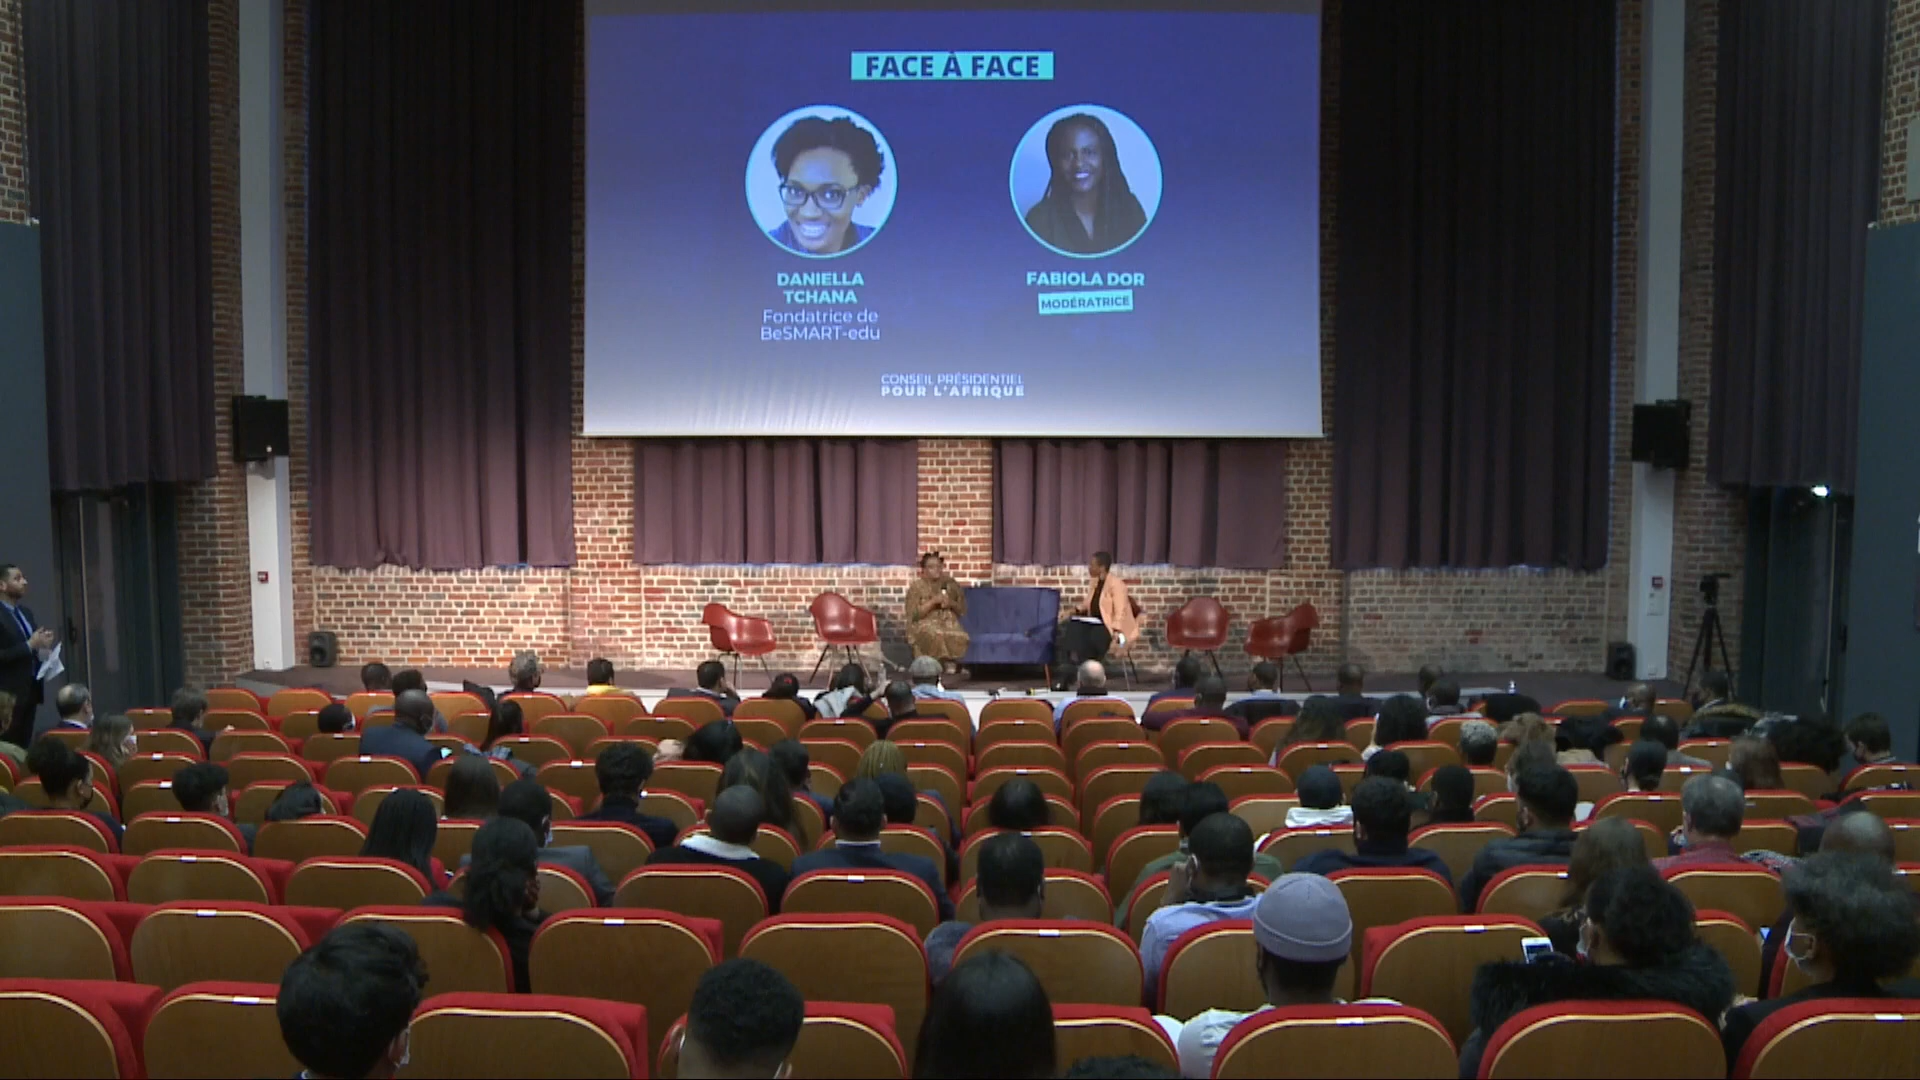 FACE À FACE
DANIELLA
TCHANA
Fondatrice de
BeSMART-edu
FABIOLA DOR
MODÉRATRICE
CONSEIL PRÉSIDENTIEL
POUR L'AFRIQUE